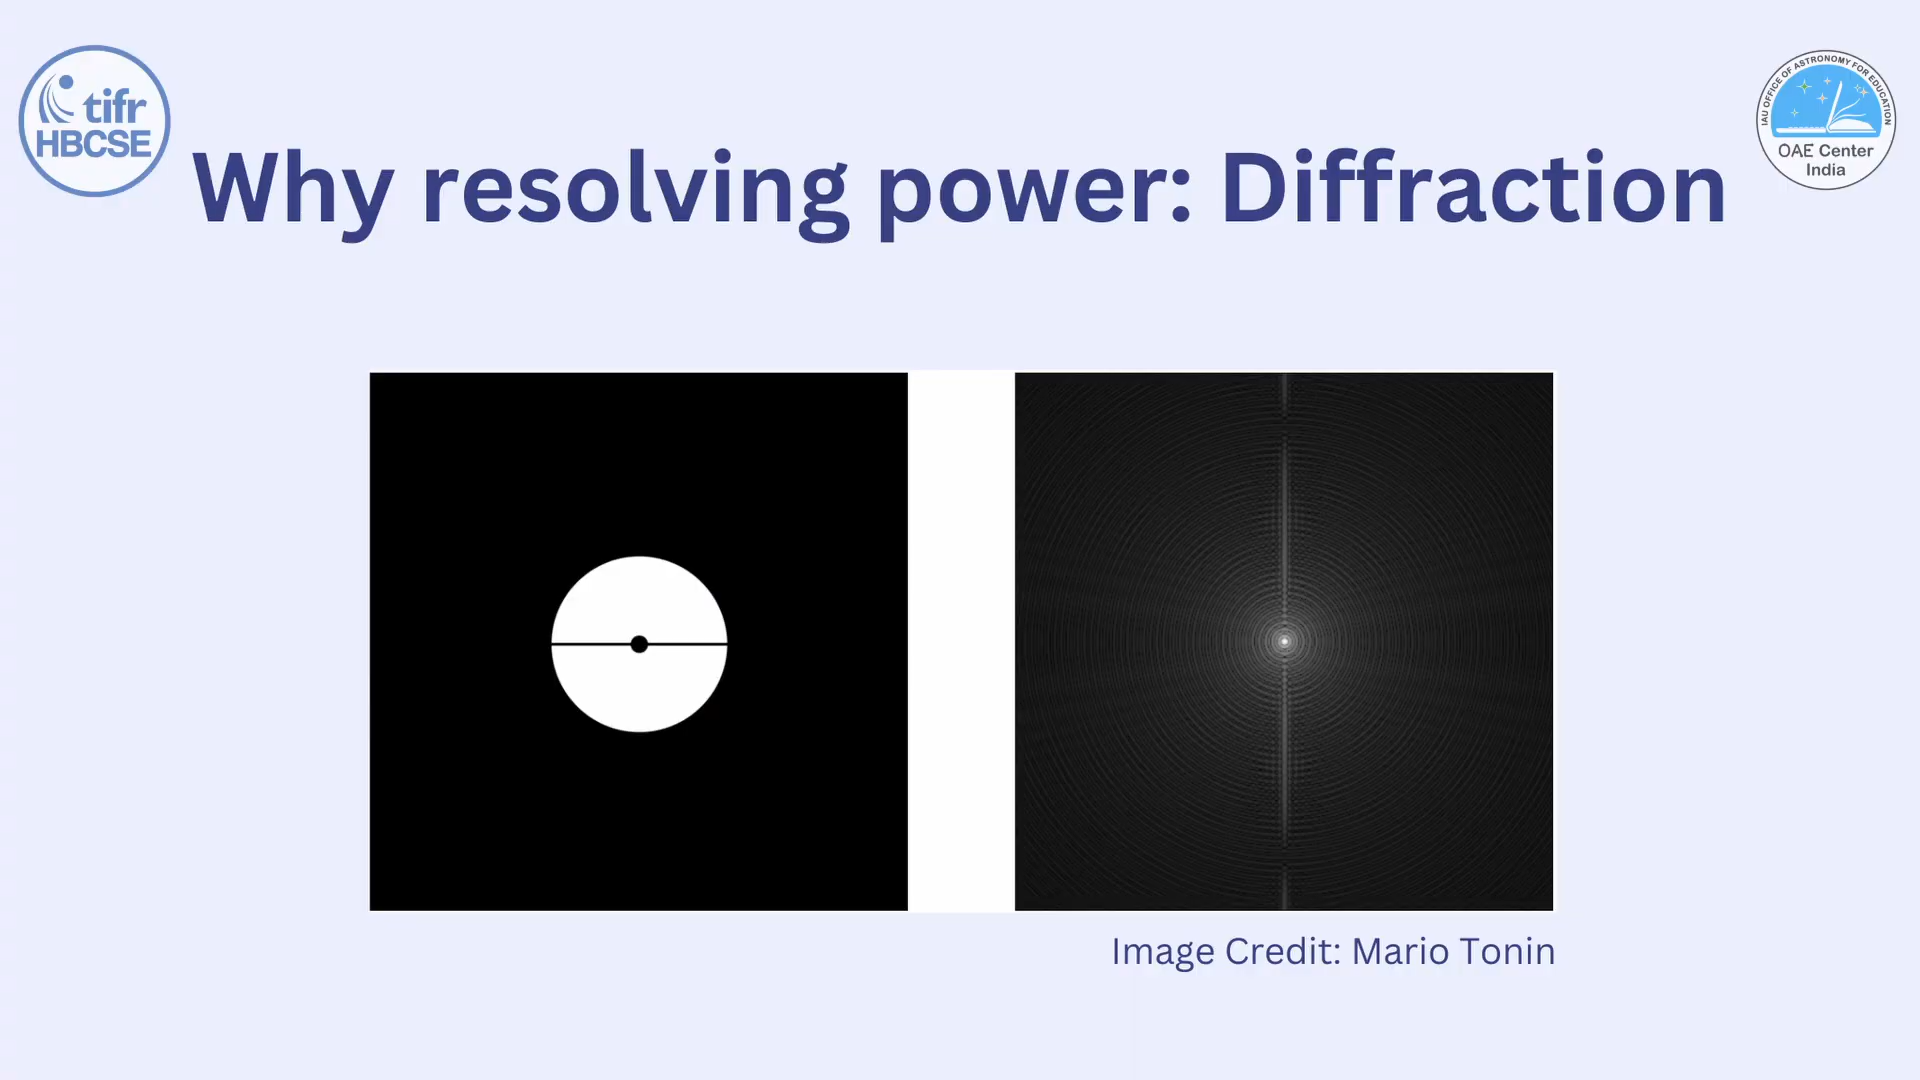 tifr
HBCSE
IAU OFFICE OF ASTRONOMY FOR EDUCATION
OAE Center
India
Why resolving power: Diffraction
Image Credit: Mario Tonin